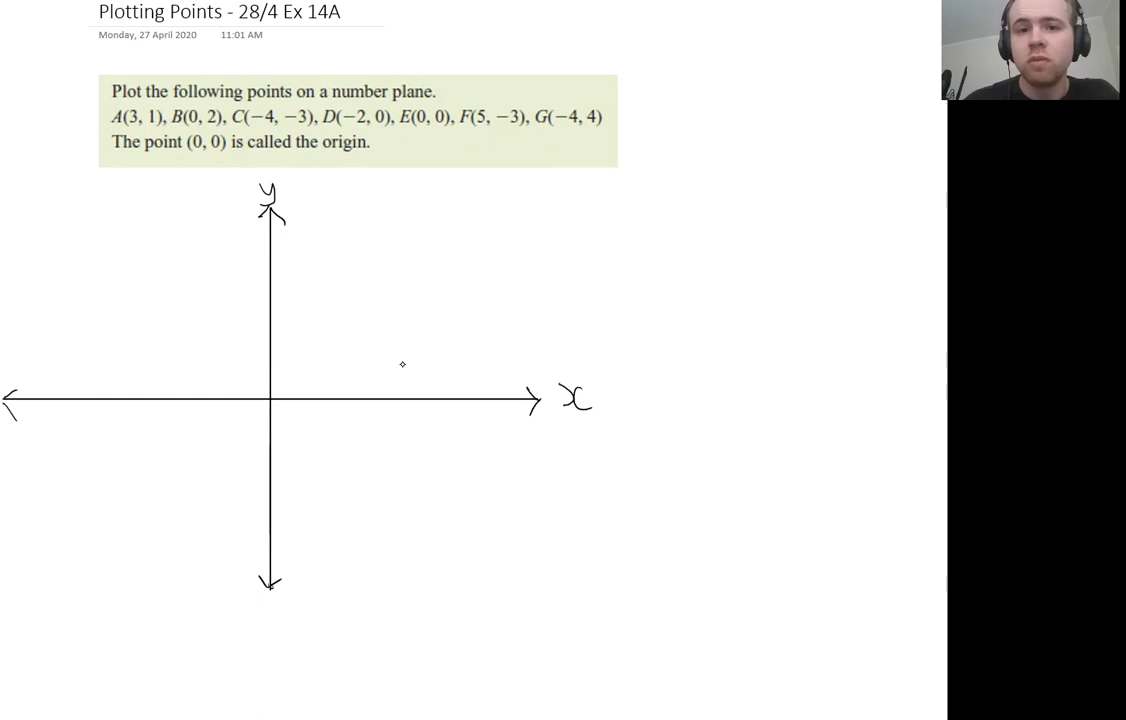 Plotting Points - 28/4 Ex 14A
Monday, 27 April 2020 11:01 AM
Plot the following points on a number plane.
A(3, 1), B(0, 2), C(−4, −3), D(−2, 0), E(0, 0), F(5, −3), G(−4, 4)
The point (0, 0) is called the origin.
y
x